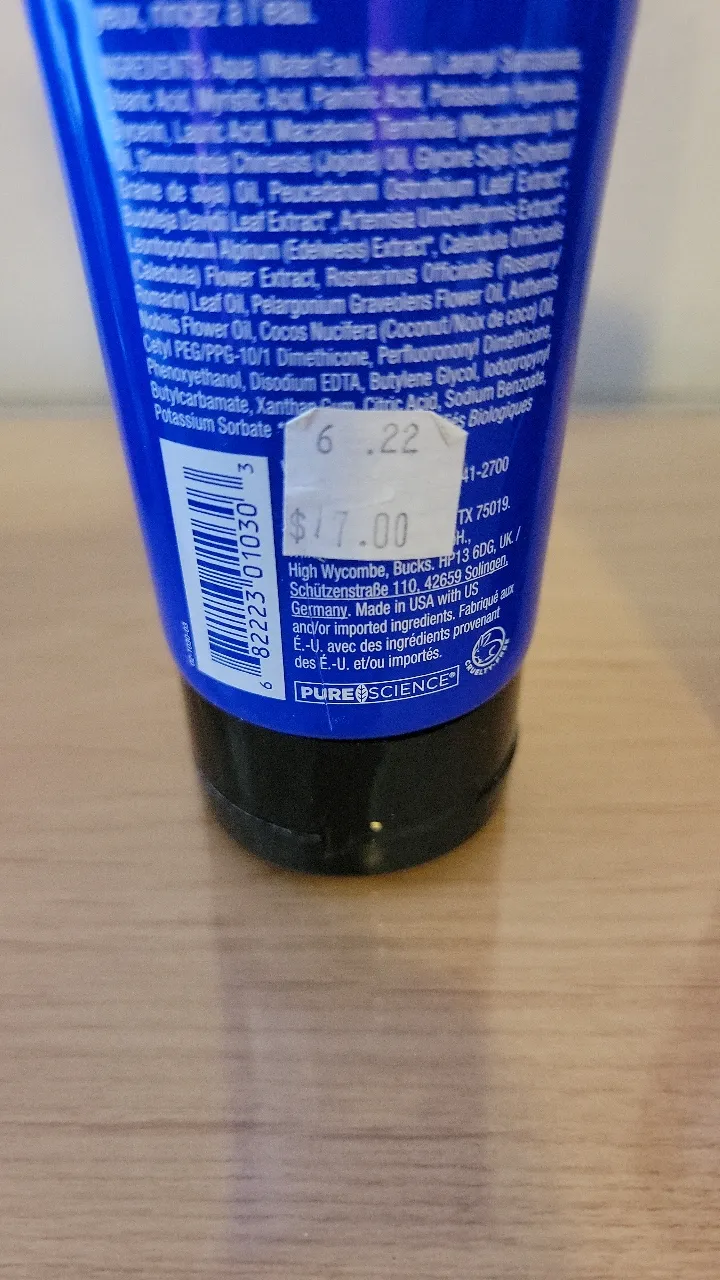 yeux, rincez à l'eau.
INGREDIENTS: Aqua (Water/Eau), Sodium Lauroyl Sarcosinate,
Stearic Acid, Myristic Acid, Palmitic Acid, Potassium Hydroxide,
Glycerin, Lauric Acid, Macadamia Ternifolia (Macadamia) Nut
Oil, Simmondsia Chinensis (Jojoba) Oil, Glycine Soja (Soybean/
Graine de soja) Oil, Peucedanum Ostruthium Leaf Extract*,
Buddleja Davidii Leaf Extract*, Artemisia Umbelliformis Extract*,
Leontopodium Alpinum (Edelweiss) Extract*, Calendula Officinalis
(Calendula) Flower Extract, Rosmarinus Officinalis (Rosemary/
Romarin) Leaf Oil, Pelargonium Graveolens Flower Oil, Anthemis
Nobilis Flower Oil, Cocos Nucifera (Coconut/Noix de coco) Oil,
Cetyl PEG/PPG-10/1 Dimethicone, Perfluorononyl Dimethicone,
Phenoxyethanol, Disodium EDTA, Butylene Glycol, Iodopropynyl
Butylcarbamate, Xanthan Gum, Citric Acid, Sodium Benzoate,
Potassium Sorbate * Biologiques
6 .22
$17.00
41-2700
TX 75019.
High Wycombe, Bucks. HP13 6DG, UK. /
Schützenstraße 110, 42659 Solingen,
Germany. Made in USA with US
and/or imported ingredients. Fabriqué aux
É.-U. avec des ingrédients provenant
des É.-U. et/ou importés.
6 82223 01030 3
CRUELTY-FREE
PURE SCIENCE®